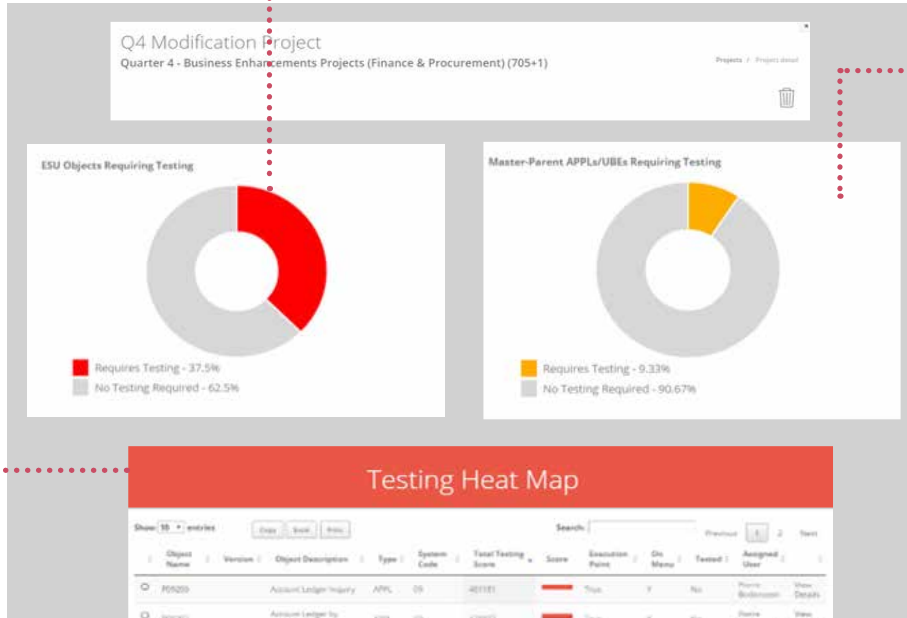 Q4 Modification Project
Quarter 4 - Business Enhancements Projects (Finance & Procurement) (705+1)
Projects / Project detail
ESU Objects Requiring Testing
Requires Testing - 37.5%
No Testing Required - 62.5%
Master-Parent APPLs/UBEs Requiring Testing
Requires Testing - 9.33%
No Testing Required - 90.67%
Testing Heat Map
Show 10 entries
Copy Excel Print
Search:
Previous 1 2 Next
Object Name Version Object Description Type System Code Total Testing Score Score Execution Point On Menu Tested Assigned User
Account Ledger Inquiry APPL 09 True Y No View Details
Account Ledger by View